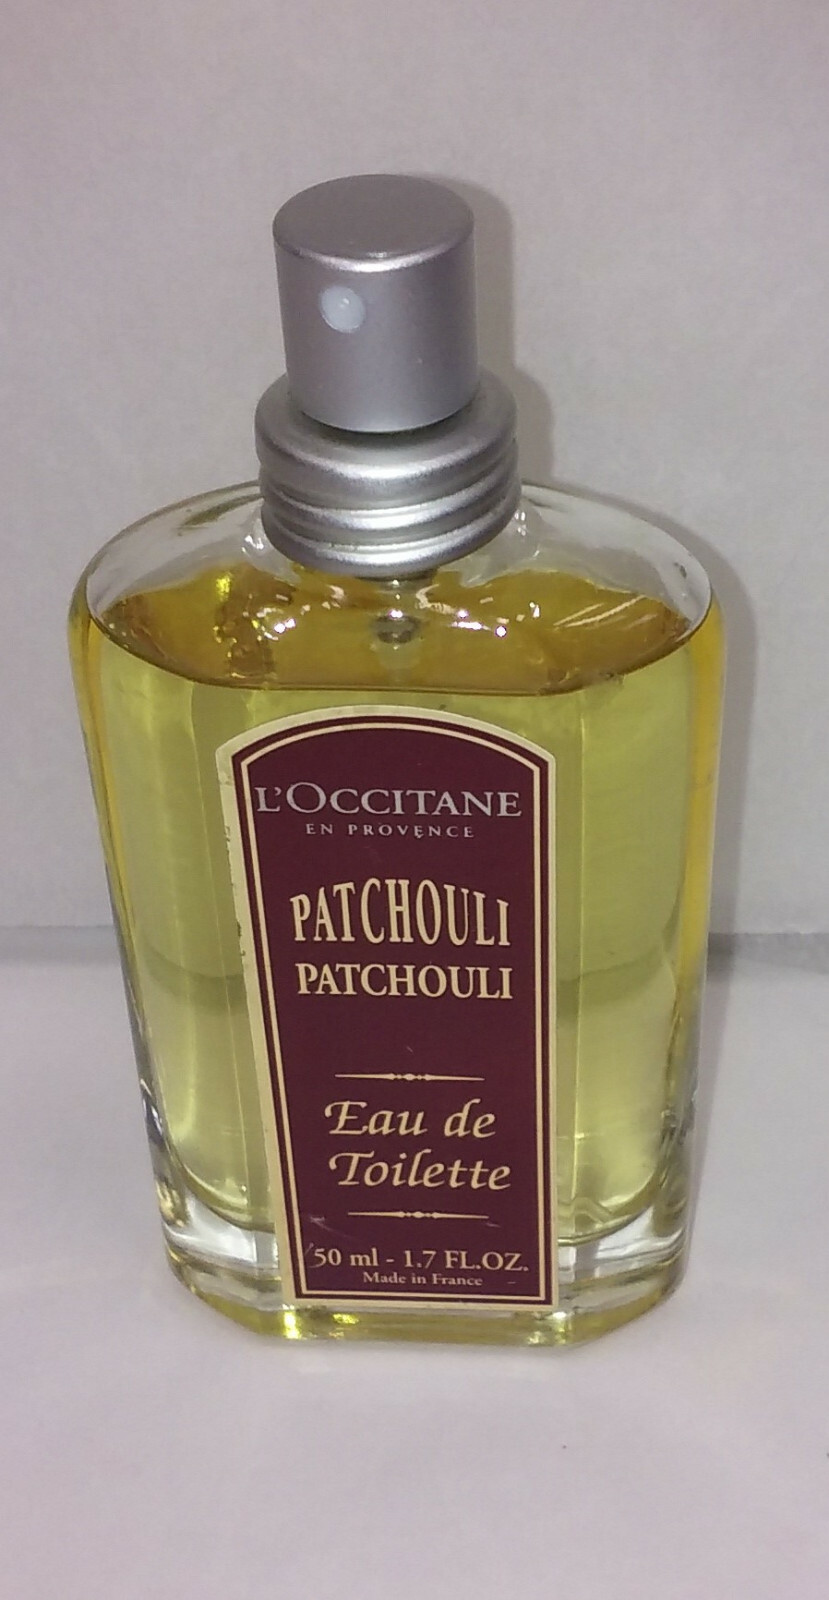 L'OCCITANE
EN PROVENCE
PATCHOULI
PATCHOULI
Eau de
Toilette
50 ml - 1.7 FL.OZ.
Made in France